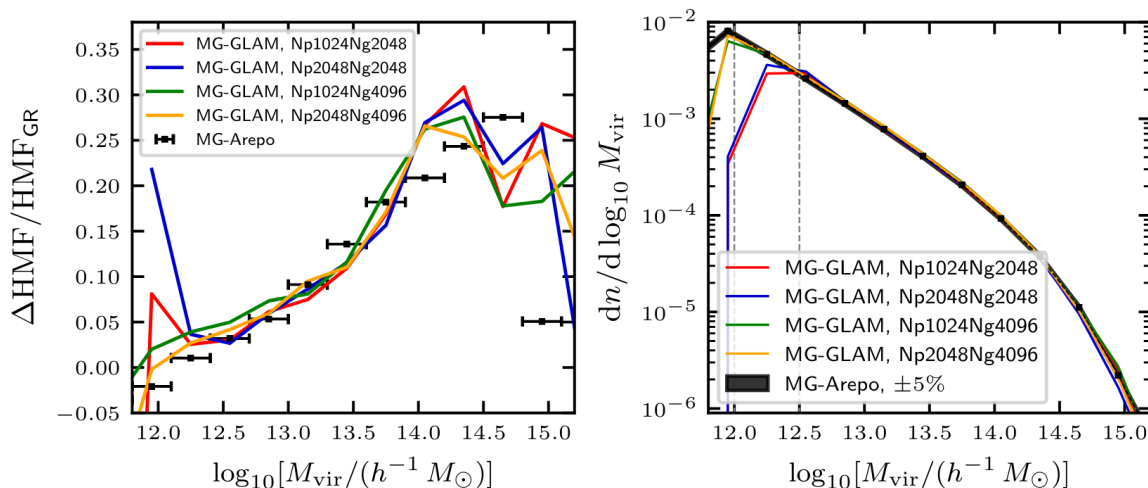 ΔHMF/HMF_GR
0.35
0.30
0.25
0.20
0.15
0.10
0.05
0.00
−0.05
MG-GLAM, Np1024Ng2048
MG-GLAM, Np2048Ng2048
MG-GLAM, Np1024Ng4096
MG-GLAM, Np2048Ng4096
MG-Arepo
12.0 12.5 13.0 13.5 14.0 14.5 15.0
log₁₀[M_vir/(h⁻¹ M_⊙)]
dn/d log₁₀ M_vir
10⁻²
10⁻³
10⁻⁴
10⁻⁵
10⁻⁶
MG-GLAM, Np1024Ng2048
MG-GLAM, Np2048Ng2048
MG-GLAM, Np1024Ng4096
MG-GLAM, Np2048Ng4096
MG-Arepo, ±5%
12.0 12.5 13.0 13.5 14.0 14.5 15.0
log₁₀[M_vir/(h⁻¹ M_⊙)]